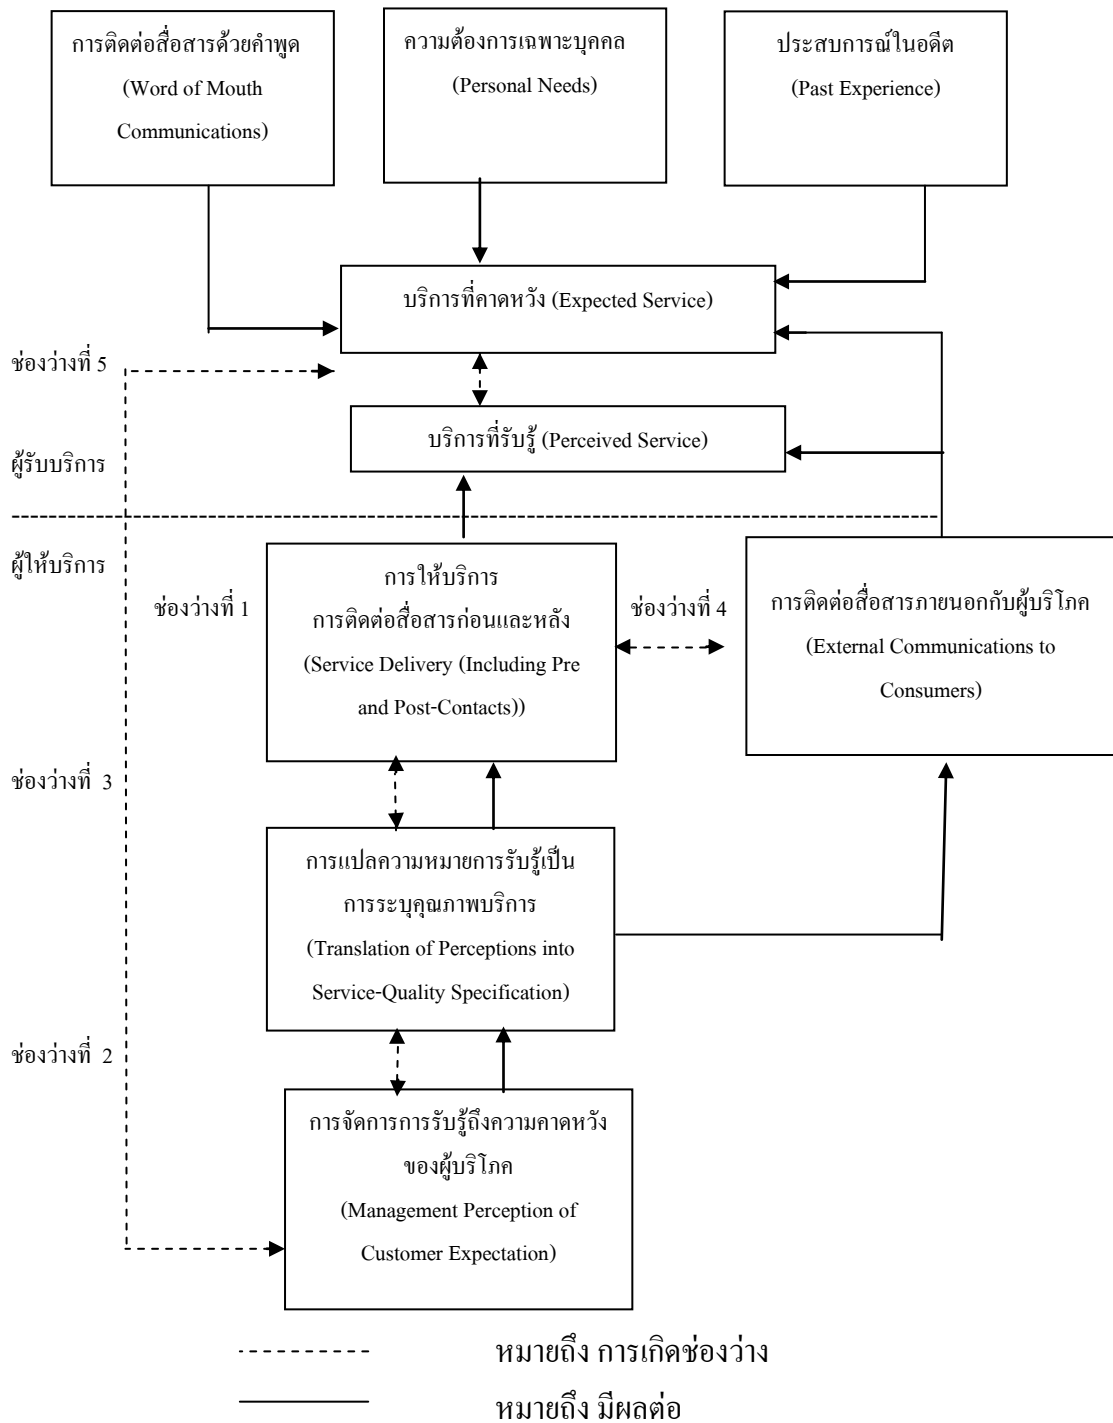 การติดต่อสื่อสารด้วยคำพูด
(Word of Mouth
Communications)
ความต้องการเฉพาะบุคคล
(Personal Needs)
ประสบการณ์ในอดีต
(Past Experience)
บริการที่คาดหวัง (Expected Service)
ช่องว่างที่ 5
บริการที่รับรู้ (Perceived Service)
ผู้รับบริการ
ผู้ให้บริการ
ช่องว่างที่ 1
การให้บริการ
การติดต่อสื่อสารก่อนและหลัง
(Service Delivery (Including Pre
and Post-Contacts))
ช่องว่างที่ 4
การติดต่อสื่อสารภายนอกกับผู้บริโภค
(External Communications to
Consumers)
ช่องว่างที่ 3
การแปลความหมายการรับรู้เป็น
การระบุคุณภาพบริการ
(Translation of Perceptions into
Service-Quality Specification)
ช่องว่างที่ 2
การจัดการการรับรู้ถึงความคาดหวัง
ของผู้บริโภค
(Management Perception of
Customer Expectation)
หมายถึง การเกิดช่องว่าง
หมายถึง มีผลต่อ